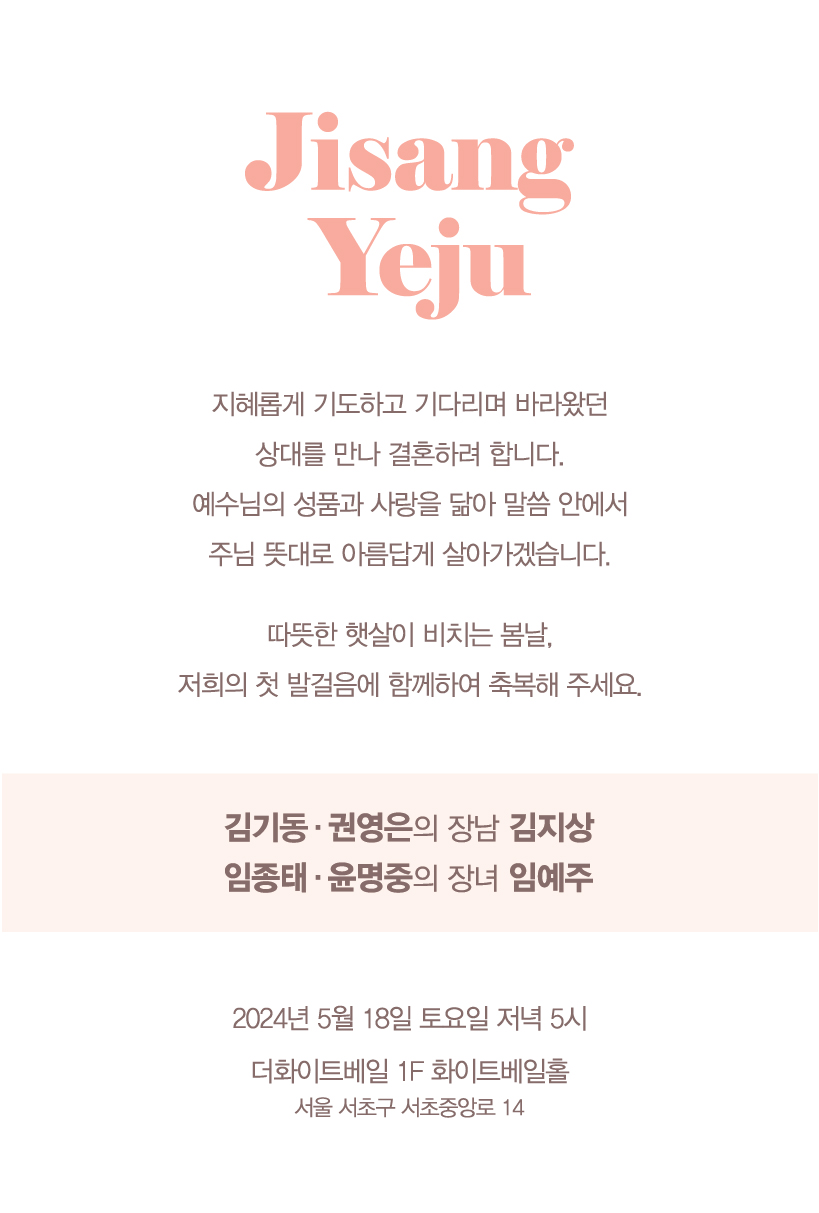 Jisang
Yeju
지혜롭게 기도하고 기다리며 바라왔던
상대를 만나 결혼하려 합니다.
예수님의 성품과 사랑을 닮아 말씀 안에서
주님 뜻대로 아름답게 살아가겠습니다.
따뜻한 햇살이 비치는 봄날,
저희의 첫 발걸음에 함께하여 축복해 주세요.
김기동 · 권영은의 장남 김지상
임종태 · 윤명중의 장녀 임예주
2024년 5월 18일 토요일 저녁 5시
더화이트베일 1F 화이트베일홀
서울 서초구 서초중앙로 14